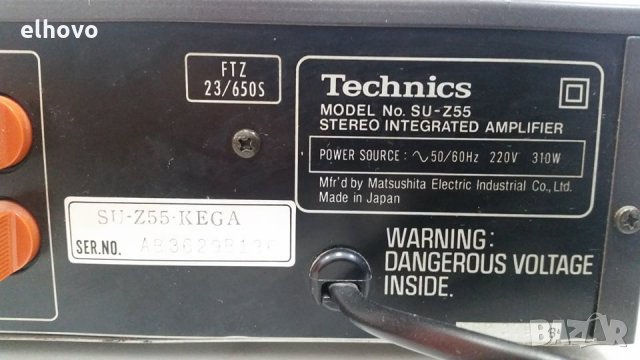 elhovo
FTZ
23/650S
Technics
MODEL No. SU-Z55
STEREO INTEGRATED AMPLIFIER
POWER SOURCE: ∿50/60Hz 220V 310W
Mfr'd by Matsushita Electric Industrial Co., Ltd.
Made in Japan
SU-Z55-KEGA
SER.NO.
WARNING:
DANGEROUS VOLTAGE
INSIDE.
BAZAR